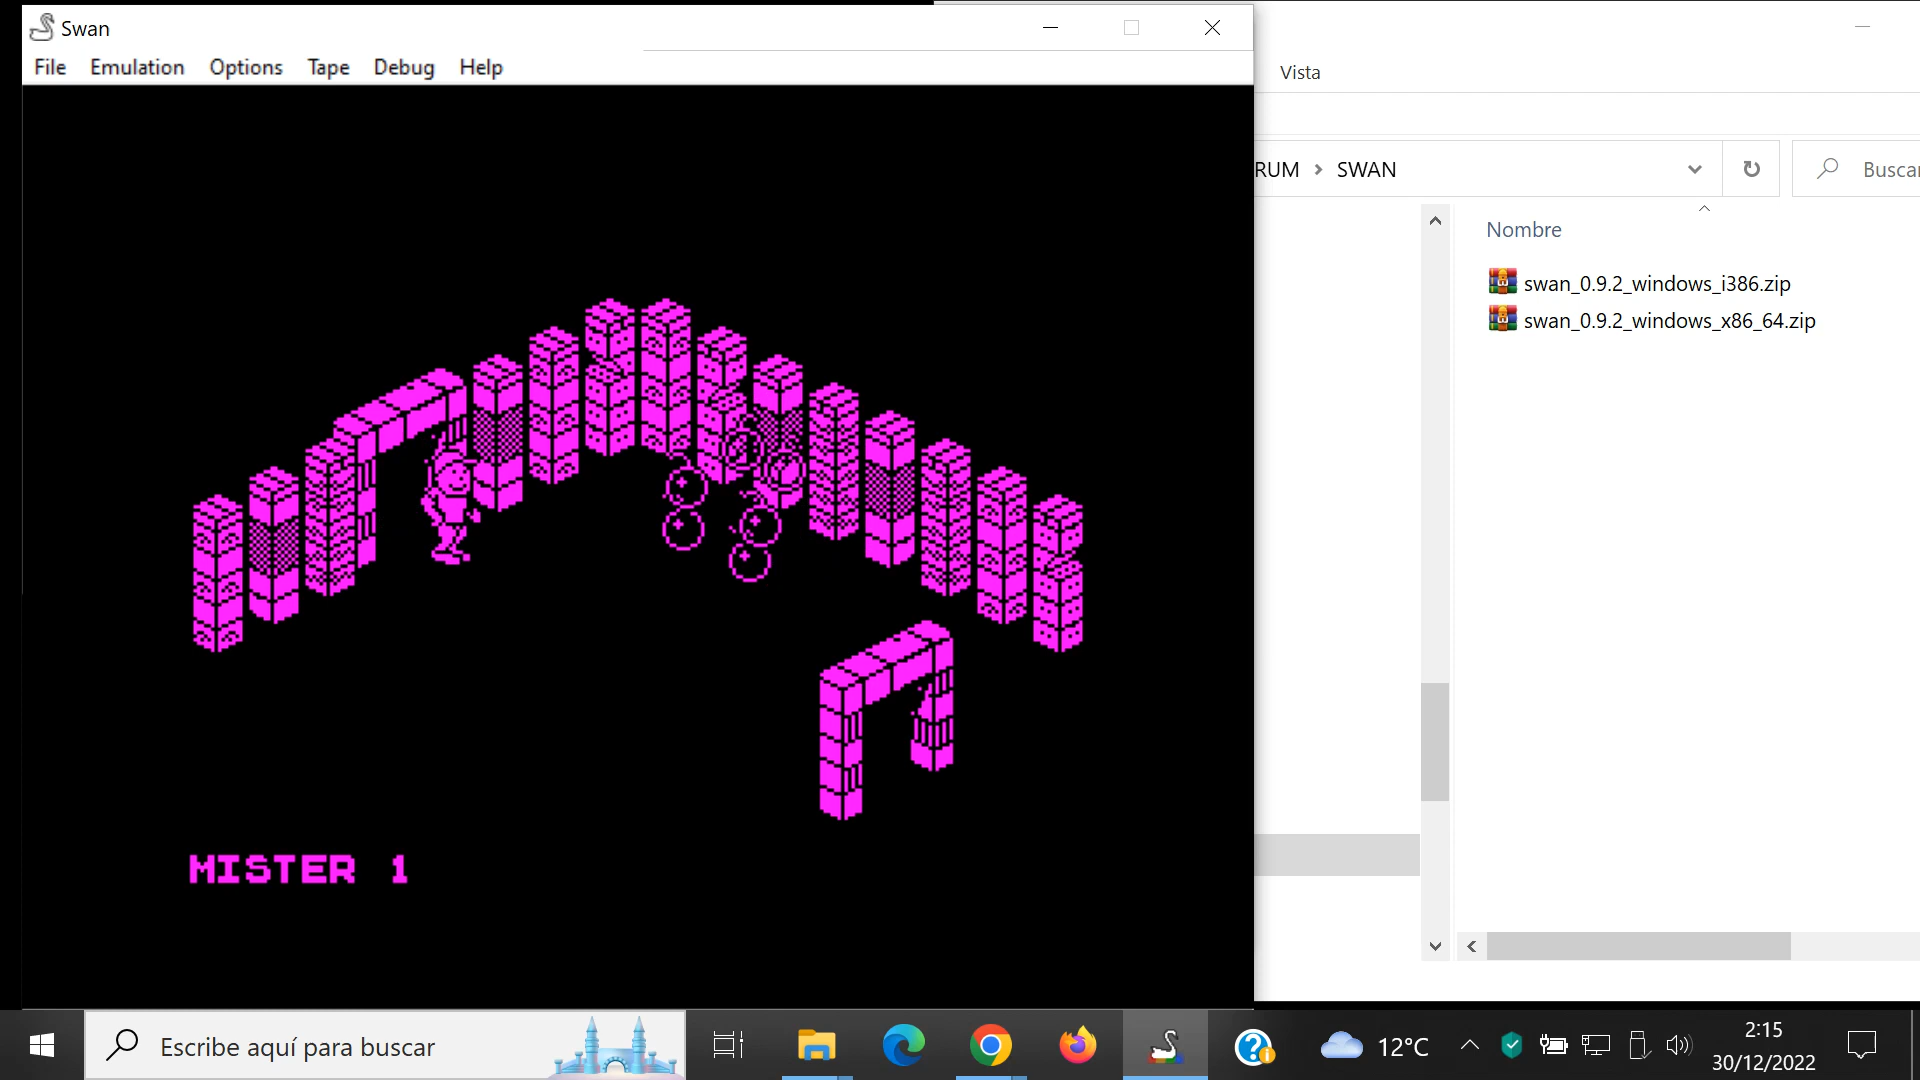 Swan
File Emulation Options Tape Debug Help
Vista
RUM > SWAN
Buscar
Nombre
swan_0.9.2_windows_i386.zip
swan_0.9.2_windows_x86_64.zip
MISTER 1
Escribe aquí para buscar
12°C
2:15
30/12/2022